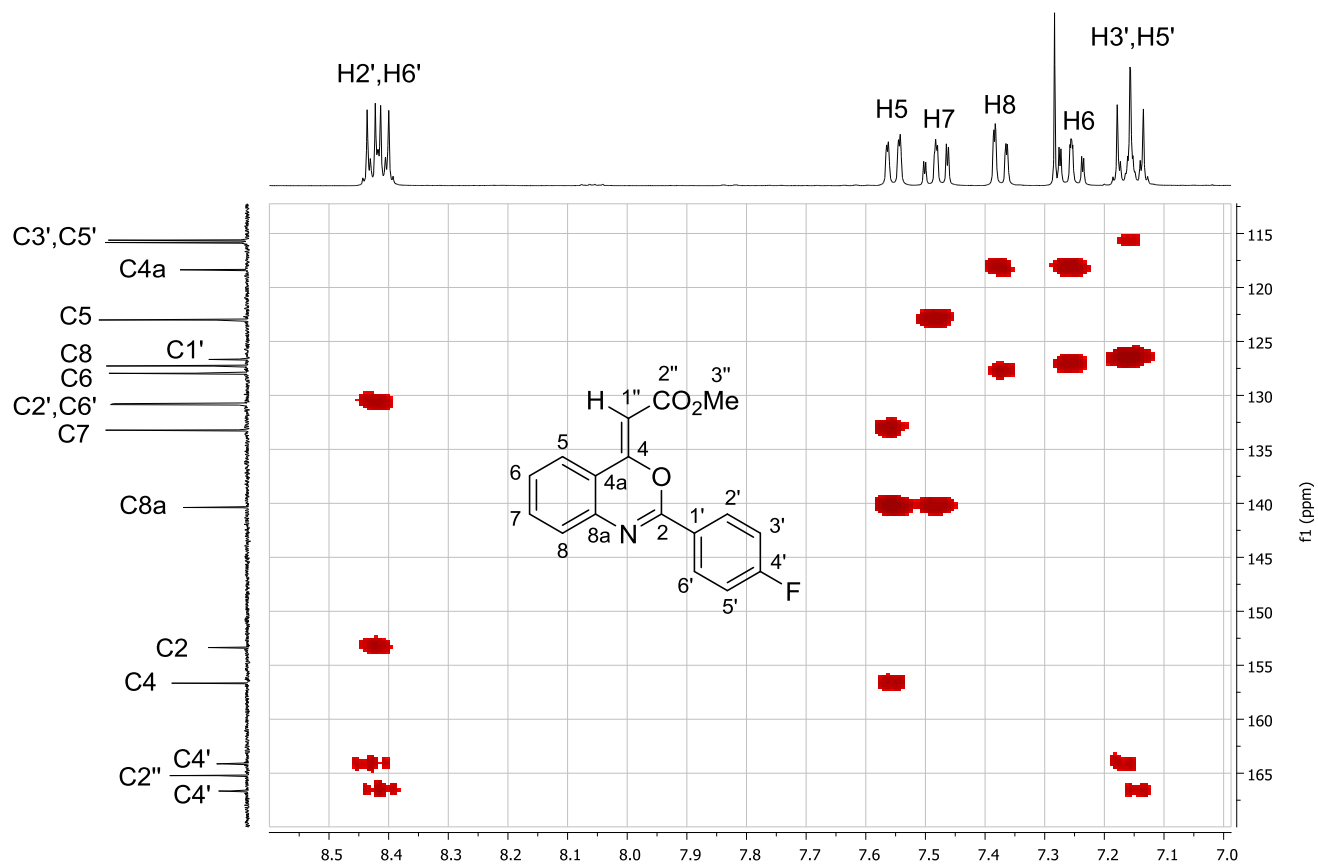 H2',H6'
H5
H7
H8
H6
H3',H5'
C3',C5'
C4a
C5
C8
C1'
C6
C2',C6'
C7
C8a
C2
C4
C4'
C2''
C4'
H
1''
2''
CO2Me
3''
5
4
O
6
4a
2'
7
8a
N
2
1'
3'
8
4'
6'
F
5'
115
120
125
130
135
140
145
150
155
160
165
f1 (ppm)
8.5 8.4 8.3 8.2 8.1 8.0 7.9 7.8 7.7 7.6 7.5 7.4 7.3 7.2 7.1 7.0